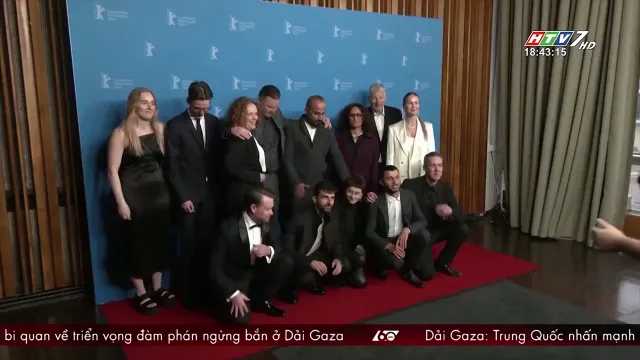 HTV7 HD
18:43:15
bi quan về triển vọng đàm phán ngừng bắn ở Dải Gaza 60 Dải Gaza: Trung Quốc nhấn mạnh